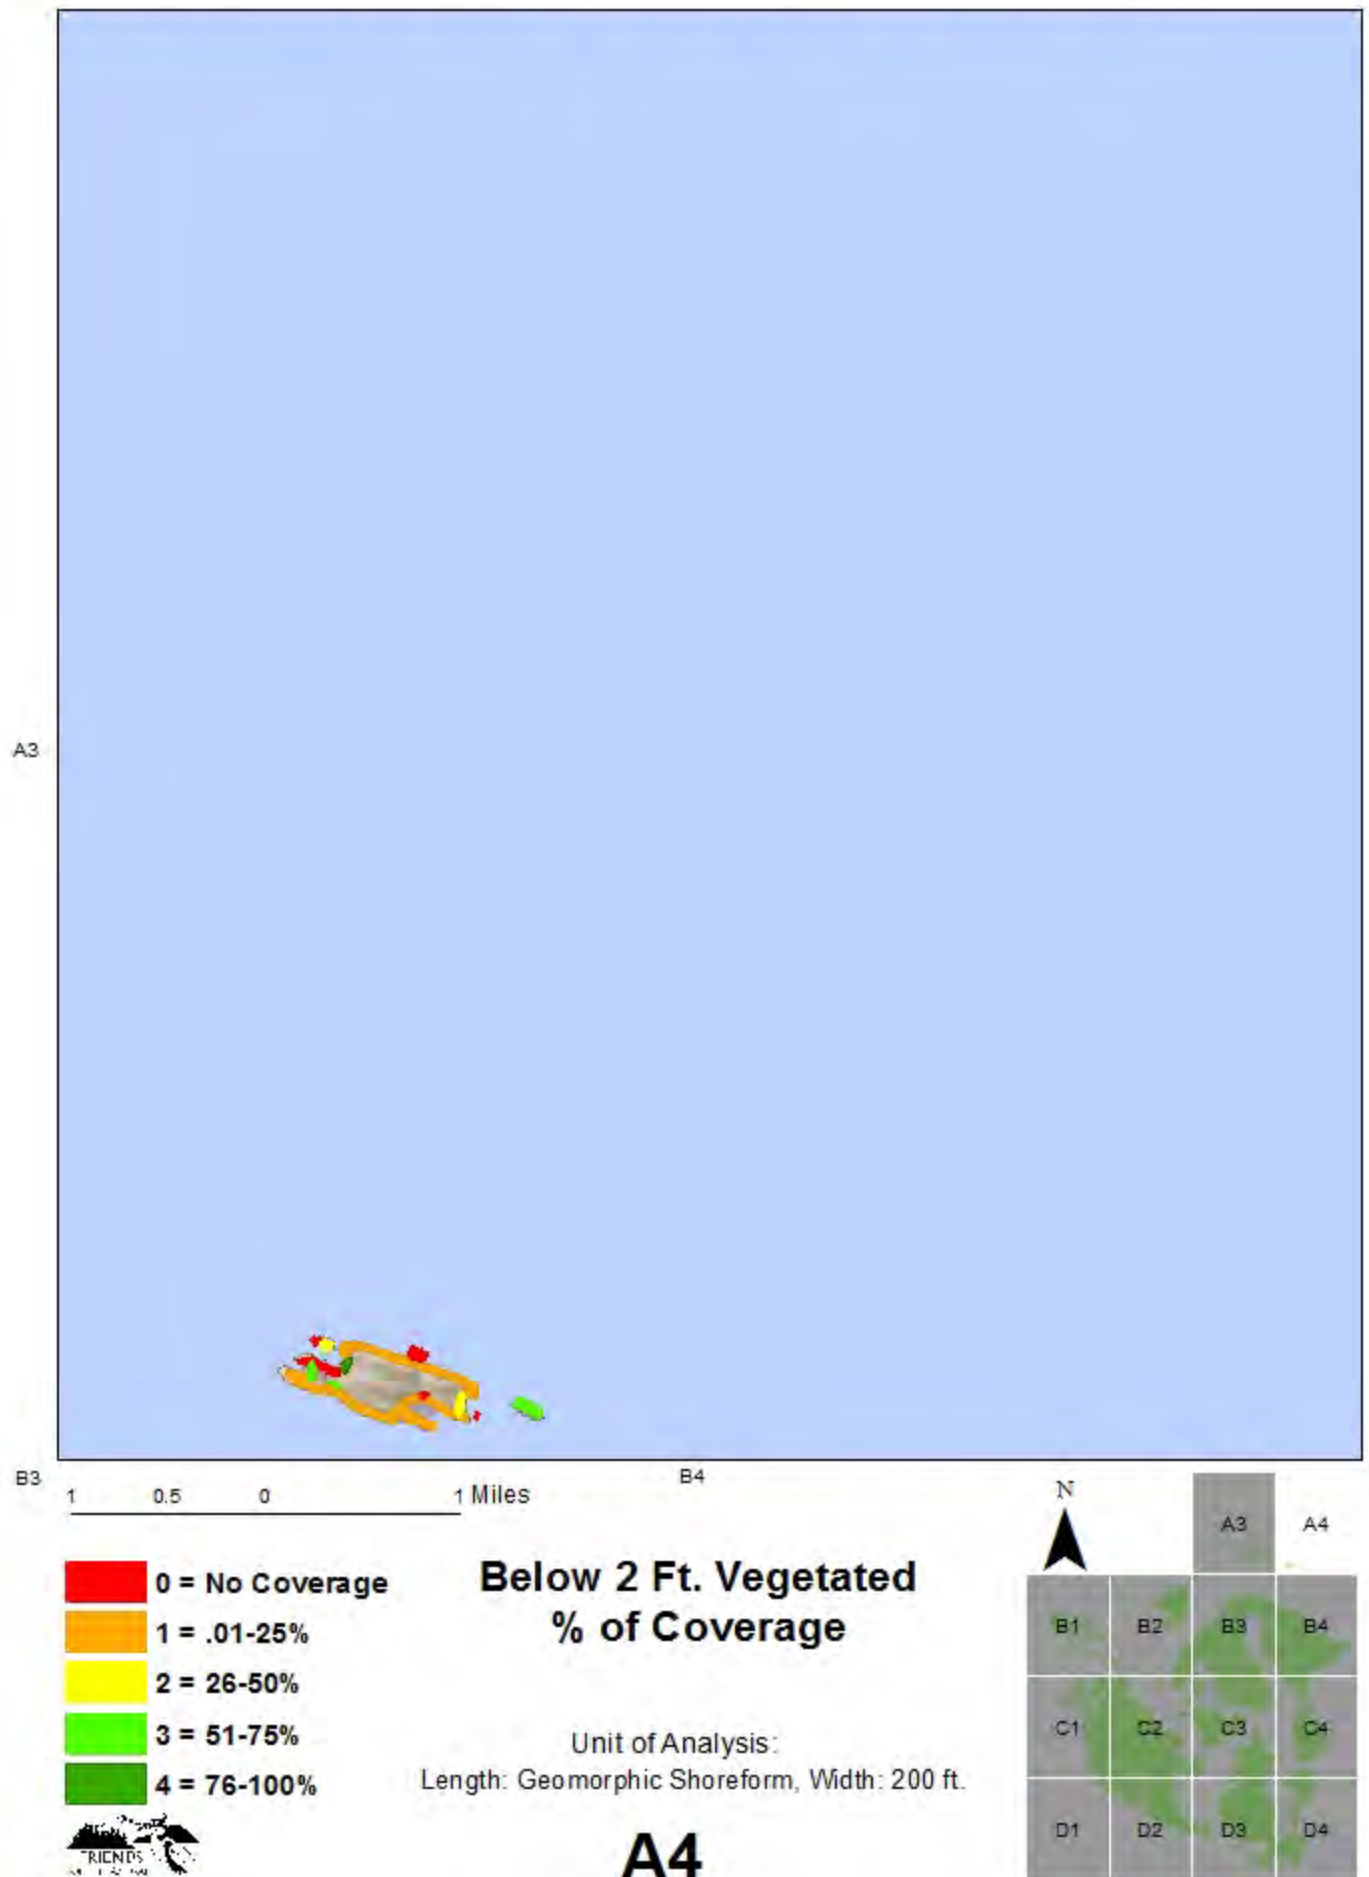 A3
B3
B4
1 0.5 0 1 Miles
N
A3 A4
B1 B2 B3 B4
C1 C2 C3 C4
D1 D2 D3 D4
0 = No Coverage
1 = .01-25%
2 = 26-50%
3 = 51-75%
4 = 76-100%
Below 2 Ft. Vegetated
% of Coverage
Unit of Analysis:
Length: Geomorphic Shoreform, Width: 200 ft.
FRIENDS
A4